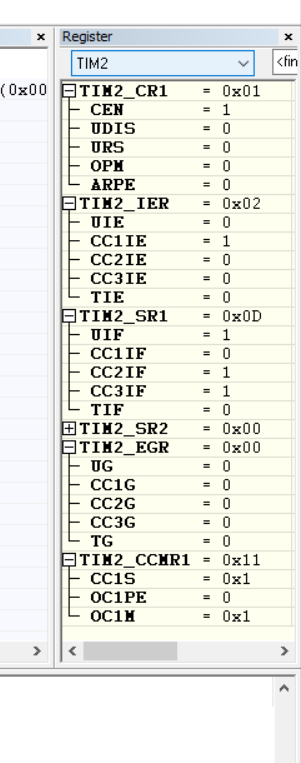 Register
TIM2
<fin
(0x00
TIM2_CR1 = 0x01
CEN = 1
UDIS = 0
URS = 0
OPM = 0
ARPE = 0
TIM2_IER = 0x02
UIE = 0
CC1IE = 1
CC2IE = 0
CC3IE = 0
TIE = 0
TIM2_SR1 = 0x0D
UIF = 1
CC1IF = 0
CC2IF = 1
CC3IF = 1
TIF = 0
TIM2_SR2 = 0x00
TIM2_EGR = 0x00
UG = 0
CC1G = 0
CC2G = 0
CC3G = 0
TG = 0
TIM2_CCMR1 = 0x11
CC1S = 0x1
OC1PE = 0
OC1M = 0x1